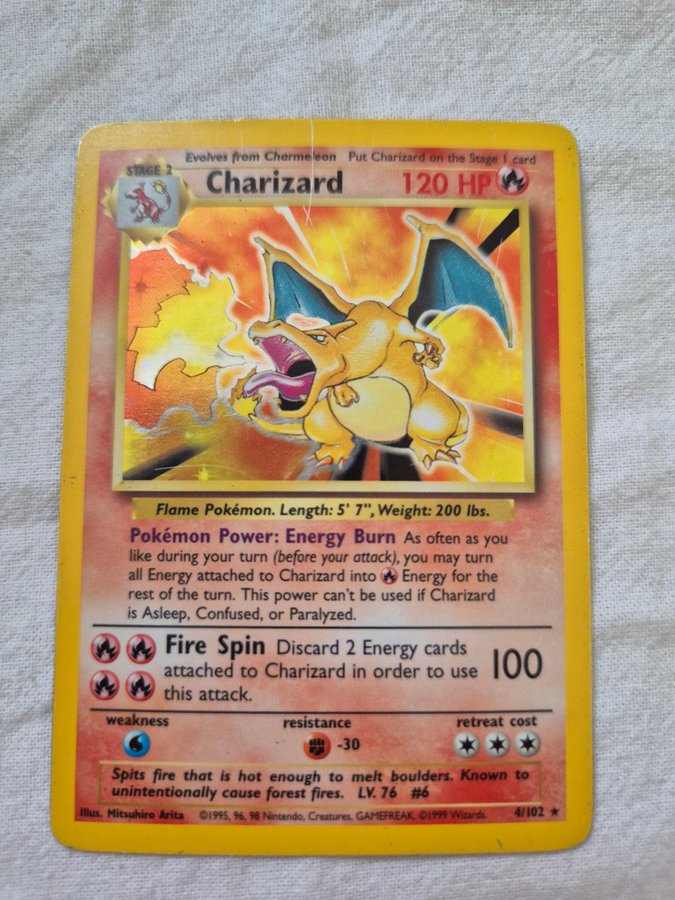 Evolves from Charmeleon Put Charizard on the Stage 1 card
STAGE 2
Charizard 120 HP
Flame Pokémon. Length: 5' 7", Weight: 200 lbs.
Pokémon Power: Energy Burn As often as you
like during your turn (before your attack), you may turn
all Energy attached to Charizard into Energy for the
rest of the turn. This power can't be used if Charizard
is Asleep, Confused, or Paralyzed.
Fire Spin Discard 2 Energy cards
attached to Charizard in order to use 100
this attack.
weakness resistance retreat cost
-30
Spits fire that is hot enough to melt boulders. Known to
unintentionally cause forest fires. LV. 76 #6
Illus. Mitsuhiro Arita ©1995, 96, 98 Nintendo, Creatures, GAMEFREAK. ©1999 Wizards. 4/102 ★